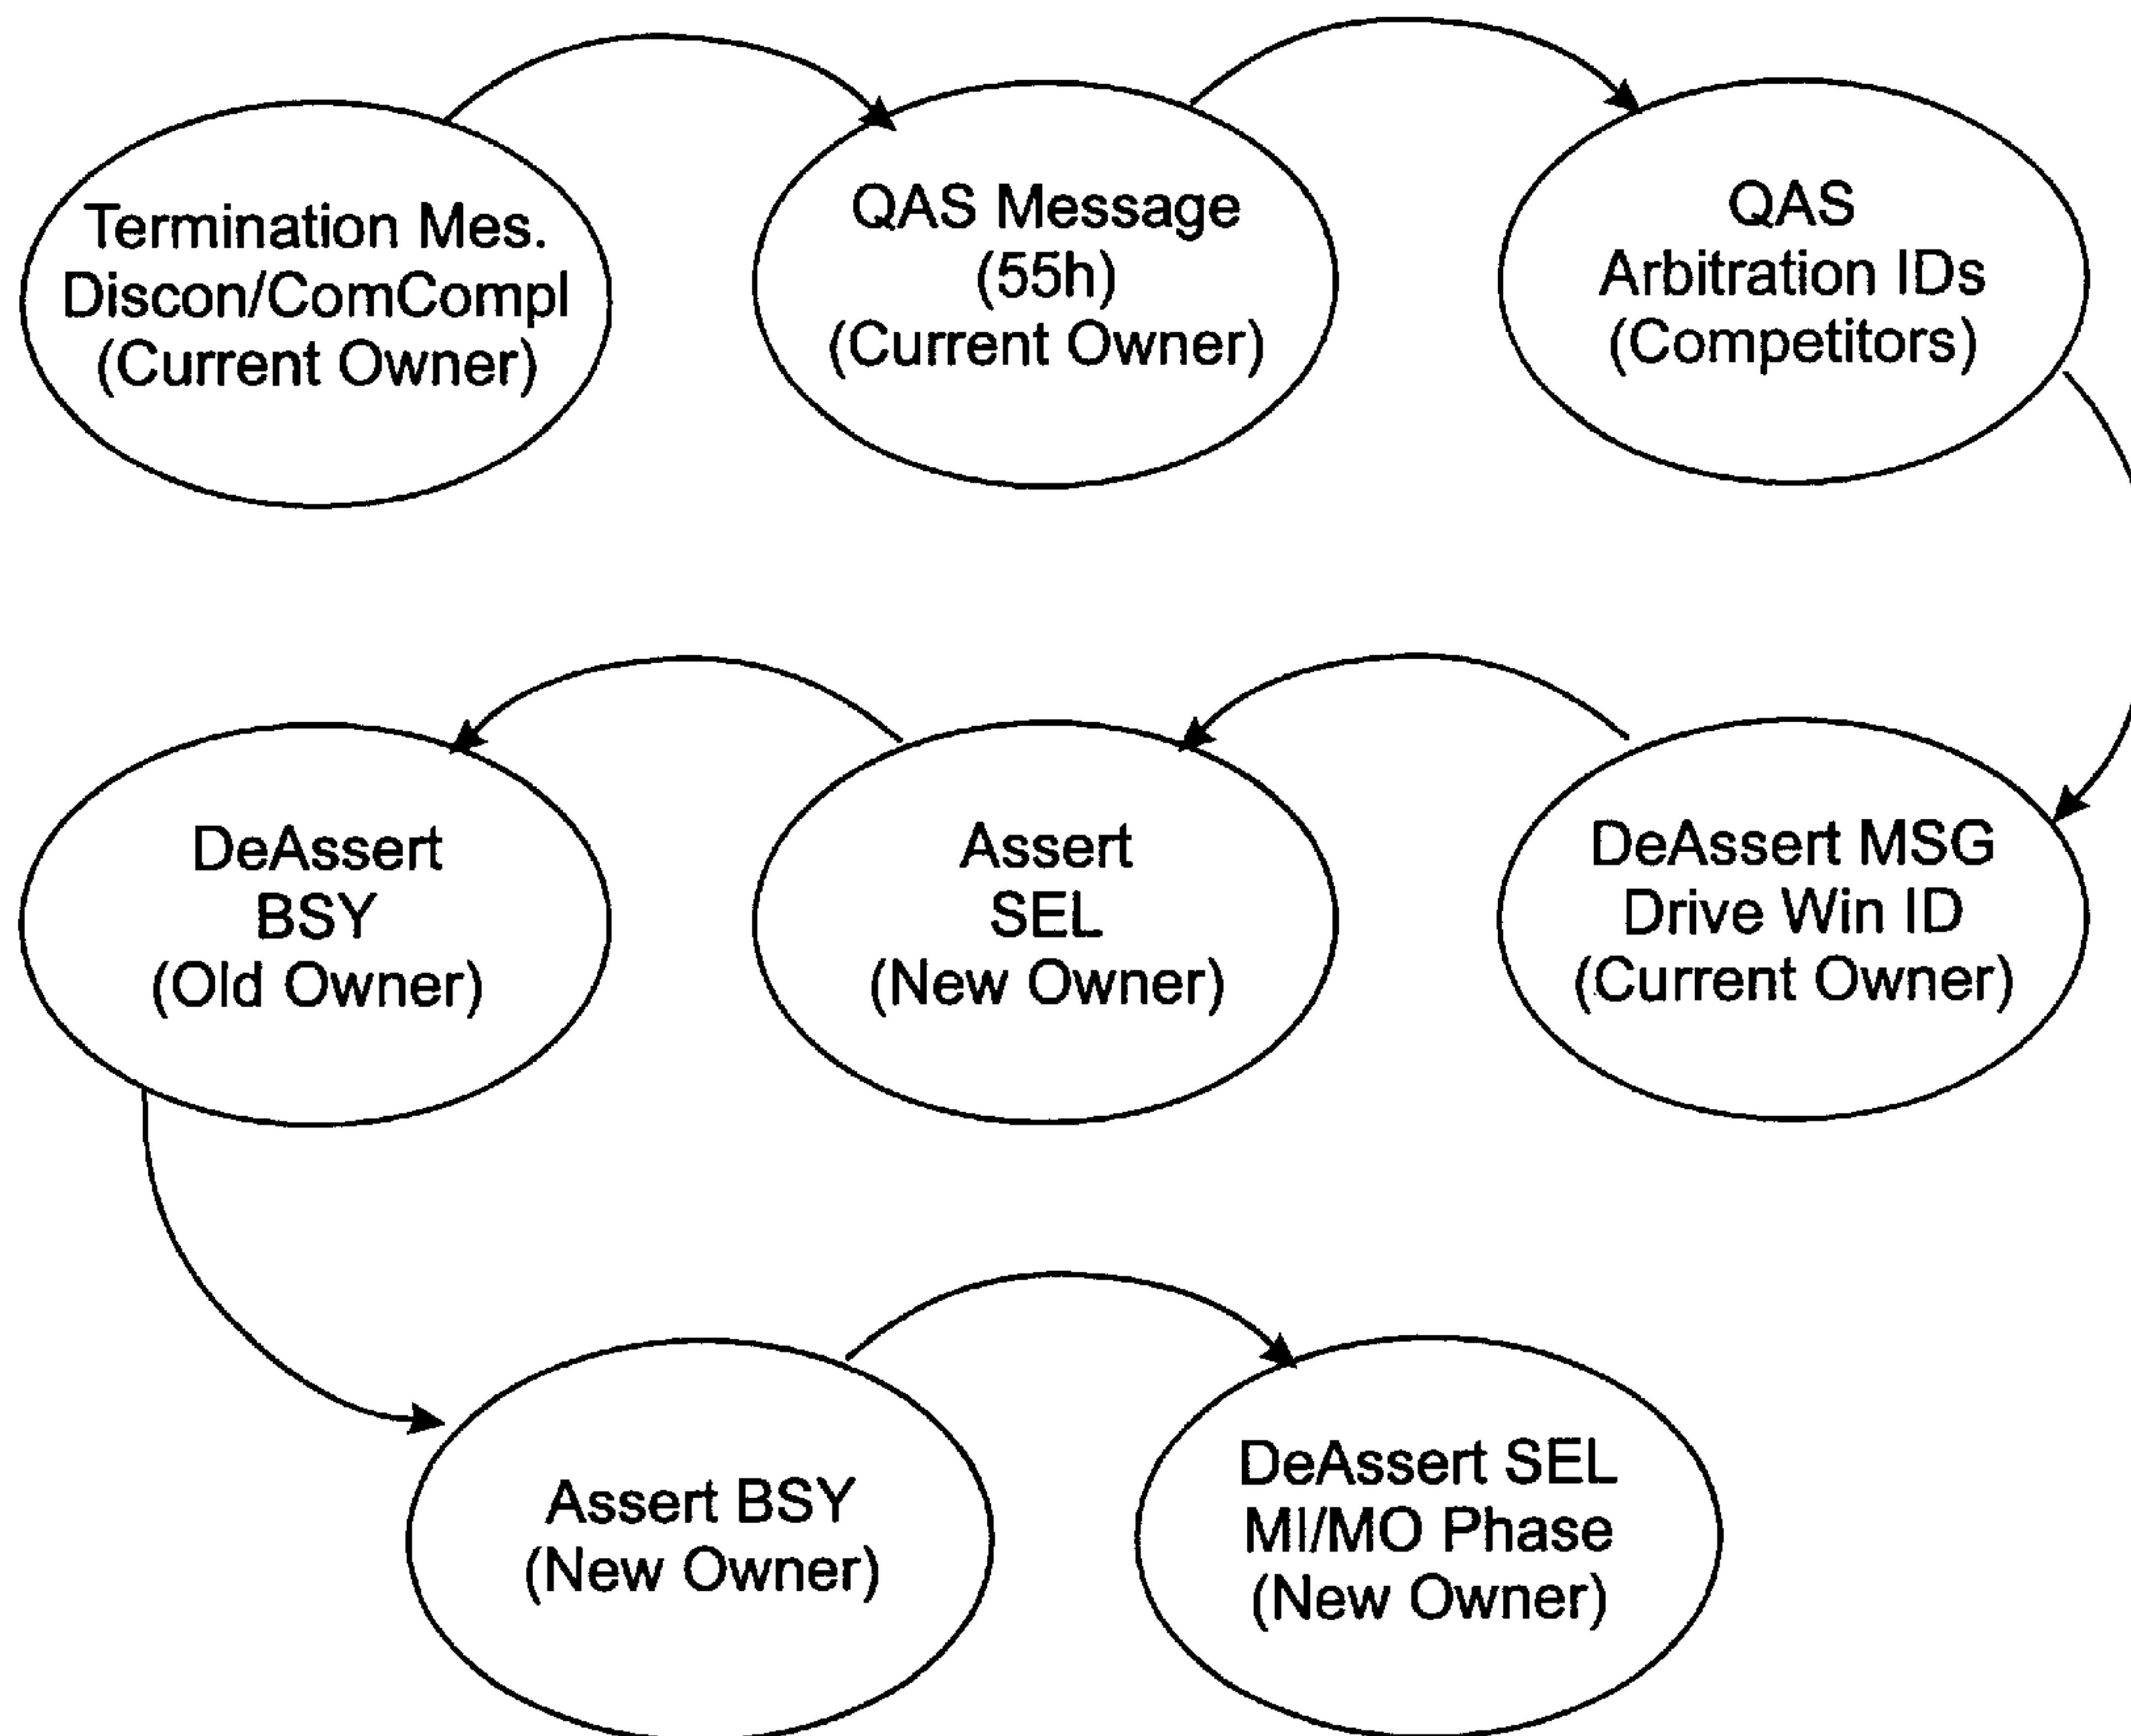 Termination Mes.
Discon/ComCompl
(Current Owner)
QAS Message
(55h)
(Current Owner)
QAS
Arbitration IDs
(Competitors)
DeAssert MSG
Drive Win ID
(Current Owner)
Assert
SEL
(New Owner)
DeAssert
BSY
(Old Owner)
Assert BSY
(New Owner)
DeAssert SEL
MI/MO Phase
(New Owner)